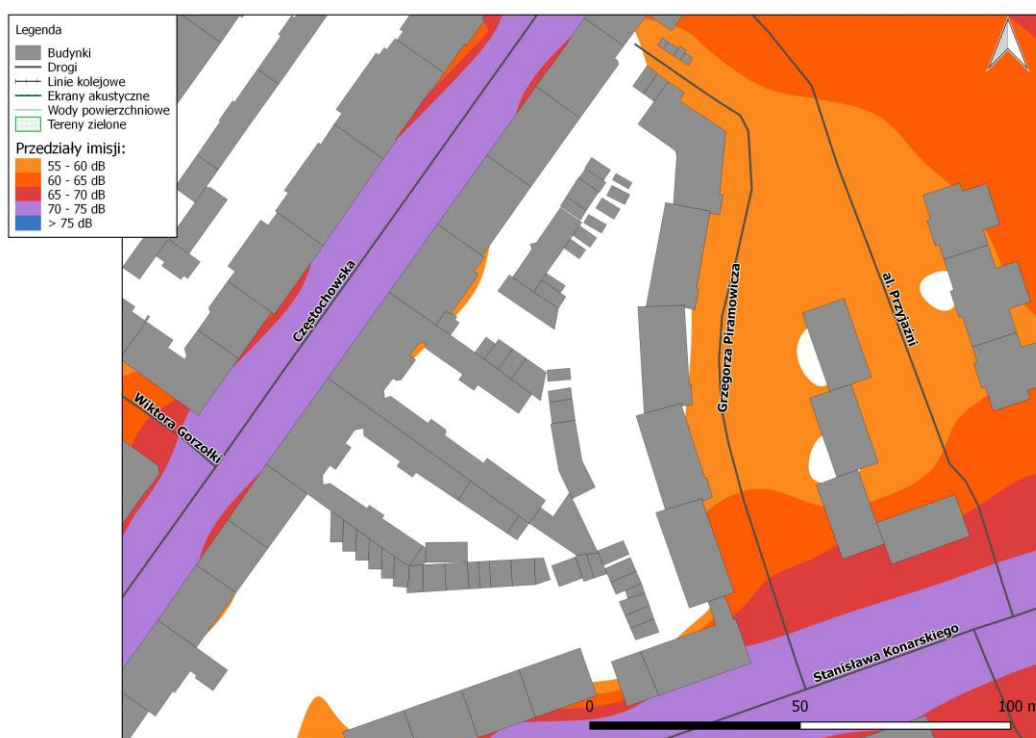 Legenda
Budynki
Drogi
Linie kolejowe
Ekrany akustyczne
Wody powierzchniowe
Tereny zielone
Przedziały imisji:
55 - 60 dB
60 - 65 dB
65 - 70 dB
70 - 75 dB
> 75 dB
Częstochowska
Grzegorza Piramowicza
al. Przyjaźni
Wiktora Gorzołki
Stanisława Konarskiego
0 50 100 m